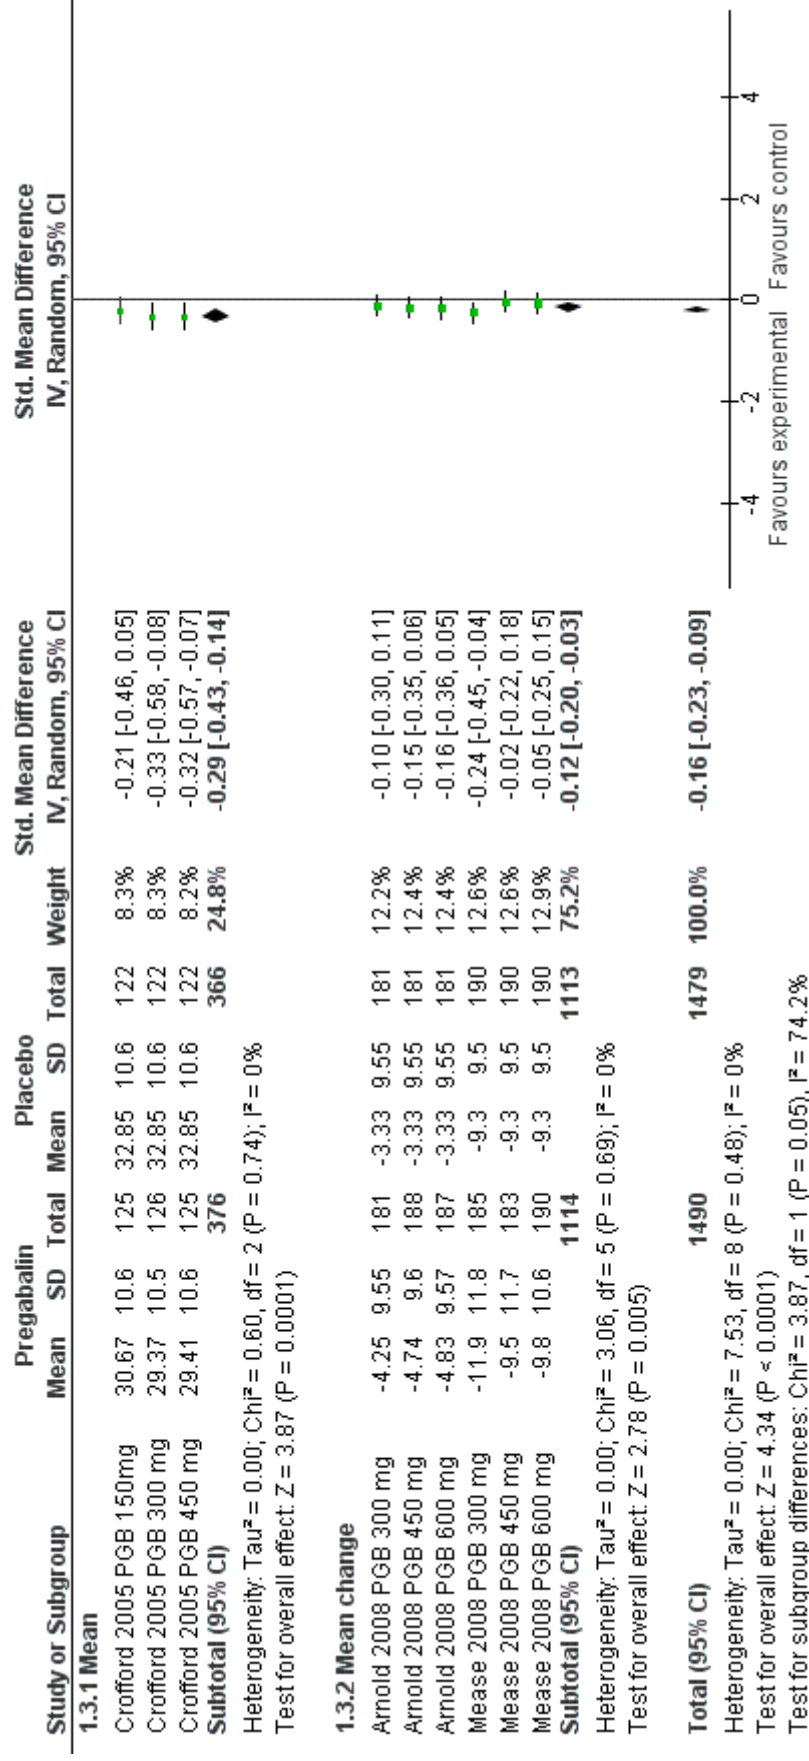 Pregabalin Placebo Std. Mean Difference Std. Mean Difference
Study or Subgroup Mean SD Total Mean SD Total Weight IV, Random, 95% CI IV, Random, 95% CI
1.3.1 Mean
Crofford 2005 PGB 150mg 30.67 10.6 125 32.85 10.6 122 8.3% -0.21 [-0.46, 0.05]
Crofford 2005 PGB 300 mg 29.37 10.5 126 32.85 10.6 122 8.3% -0.33 [-0.58, -0.08]
Crofford 2005 PGB 450 mg 29.41 10.6 125 32.85 10.6 122 8.2% -0.32 [-0.57, -0.07]
Subtotal (95% CI) 376 366 24.8% -0.29 [-0.43, -0.14]
Heterogeneity: Tau² = 0.00; Chi² = 0.60, df = 2 (P = 0.74); I² = 0%
Test for overall effect: Z = 3.87 (P = 0.0001)
1.3.2 Mean change
Arnold 2008 PGB 300 mg -4.25 9.55 181 -3.33 9.55 181 12.2% -0.10 [-0.30, 0.11]
Arnold 2008 PGB 450 mg -4.74 9.6 188 -3.33 9.55 181 12.4% -0.15 [-0.35, 0.06]
Arnold 2008 PGB 600 mg -4.83 9.57 187 -3.33 9.55 181 12.4% -0.16 [-0.36, 0.05]
Mease 2008 PGB 300 mg -11.9 11.8 185 -9.3 9.5 190 12.6% -0.24 [-0.45, -0.04]
Mease 2008 PGB 450 mg -9.5 11.7 183 -9.3 9.5 190 12.6% -0.02 [-0.22, 0.18]
Mease 2008 PGB 600 mg -9.8 10.6 190 -9.3 9.5 190 12.9% -0.05 [-0.25, 0.15]
Subtotal (95% CI) 1114 1113 75.2% -0.12 [-0.20, -0.03]
Heterogeneity: Tau² = 0.00; Chi² = 3.06, df = 5 (P = 0.69); I² = 0%
Test for overall effect: Z = 2.78 (P = 0.005)
Total (95% CI) 1490 1479 100.0% -0.16 [-0.23, -0.09]
Heterogeneity: Tau² = 0.00; Chi² = 7.53, df = 8 (P = 0.48); I² = 0%
Test for overall effect: Z = 4.34 (P < 0.0001)
Test for subgroup differences: Chi² = 3.87, df = 1 (P = 0.05), I² = 74.2%
-4 -2 0 2 4
Favours experimental Favours control